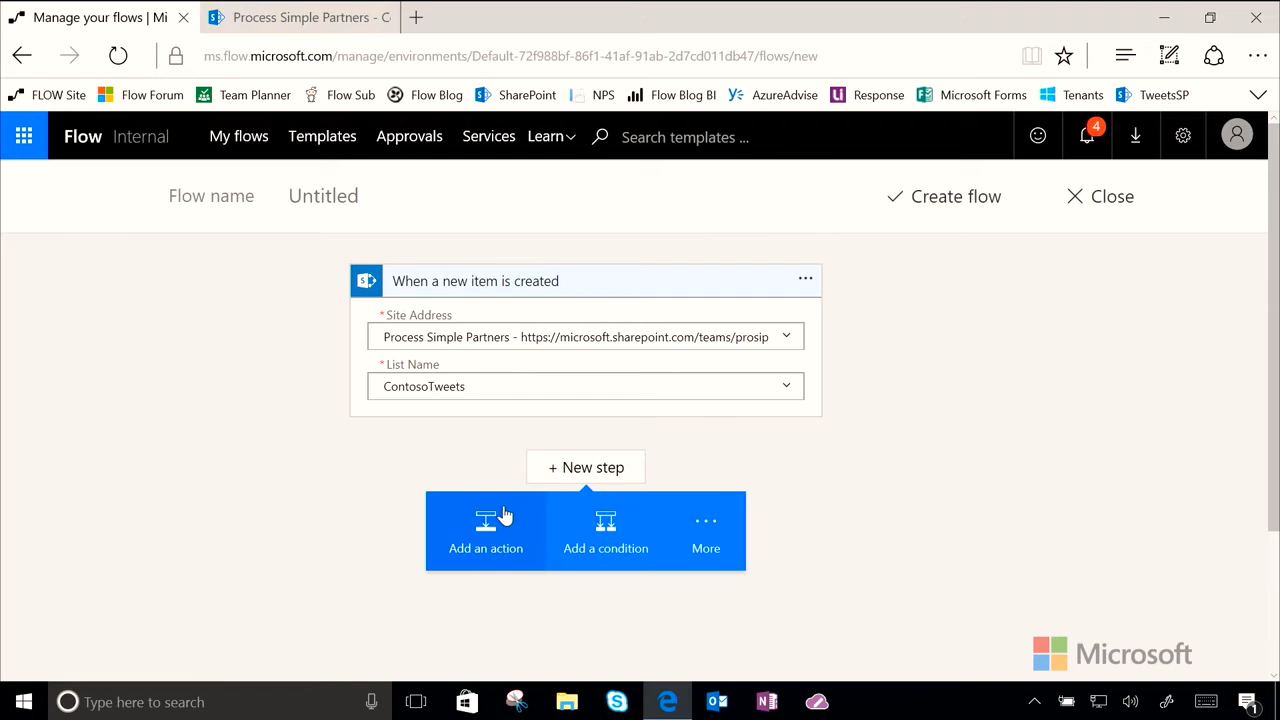 Manage your flows | Mi
Process Simple Partners - C
ms.flow.microsoft.com/manage/environments/Default-72f988bf-86f1-41af-91ab-2d7cd011db47/flows/new
FLOW Site
Flow Forum
Team Planner
Flow Sub
Flow Blog
SharePoint
NPS
Flow Blog BI
AzureAdvise
Response
Microsoft Forms
Tenants
TweetsSP
Flow Internal
My flows
Templates
Approvals
Services
Learn
Search templates ...
4
Flow name
Untitled
Create flow
Close
When a new item is created
* Site Address
Process Simple Partners - https://microsoft.sharepoint.com/teams/prosip
* List Name
ContosoTweets
+ New step
Add an action
Add a condition
More
Microsoft
Type here to search
1